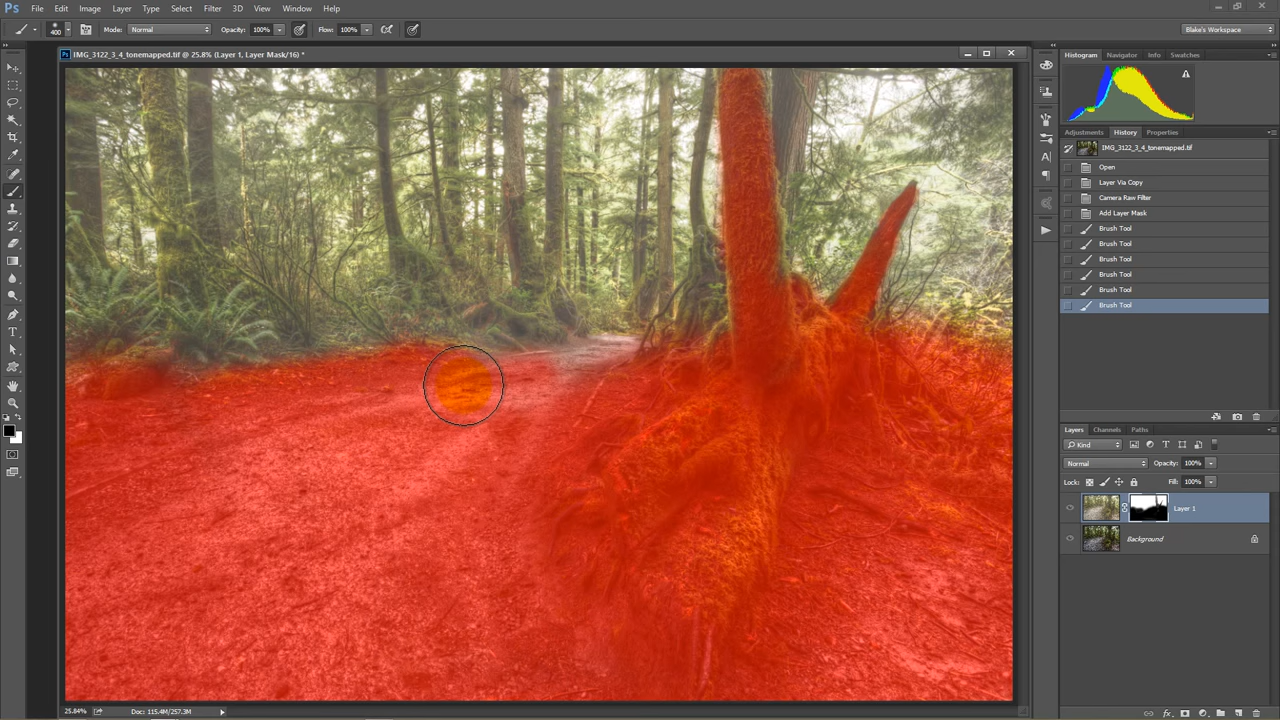 Ps File Edit Image Layer Type Select Filter 3D View Window Help
400 Mode: Normal Opacity: 100% Flow: 100% Blake's Workspace
IMG_3122_3_4_tonemapped.tif @ 25.8% (Layer 1, Layer Mask/16) *
Histogram Navigator Info Swatches
Adjustments History Properties
IMG_3122_3_4_tonemapped.tif
Open
Layer Via Copy
Camera Raw Filter
Add Layer Mask
Brush Tool
Brush Tool
Brush Tool
Brush Tool
Brush Tool
Brush Tool
Layers Channels Paths
Kind
Normal Opacity: 100%
Lock: Fill: 100%
Layer 1
Background
25.84% Doc: 115.4M/257.3M